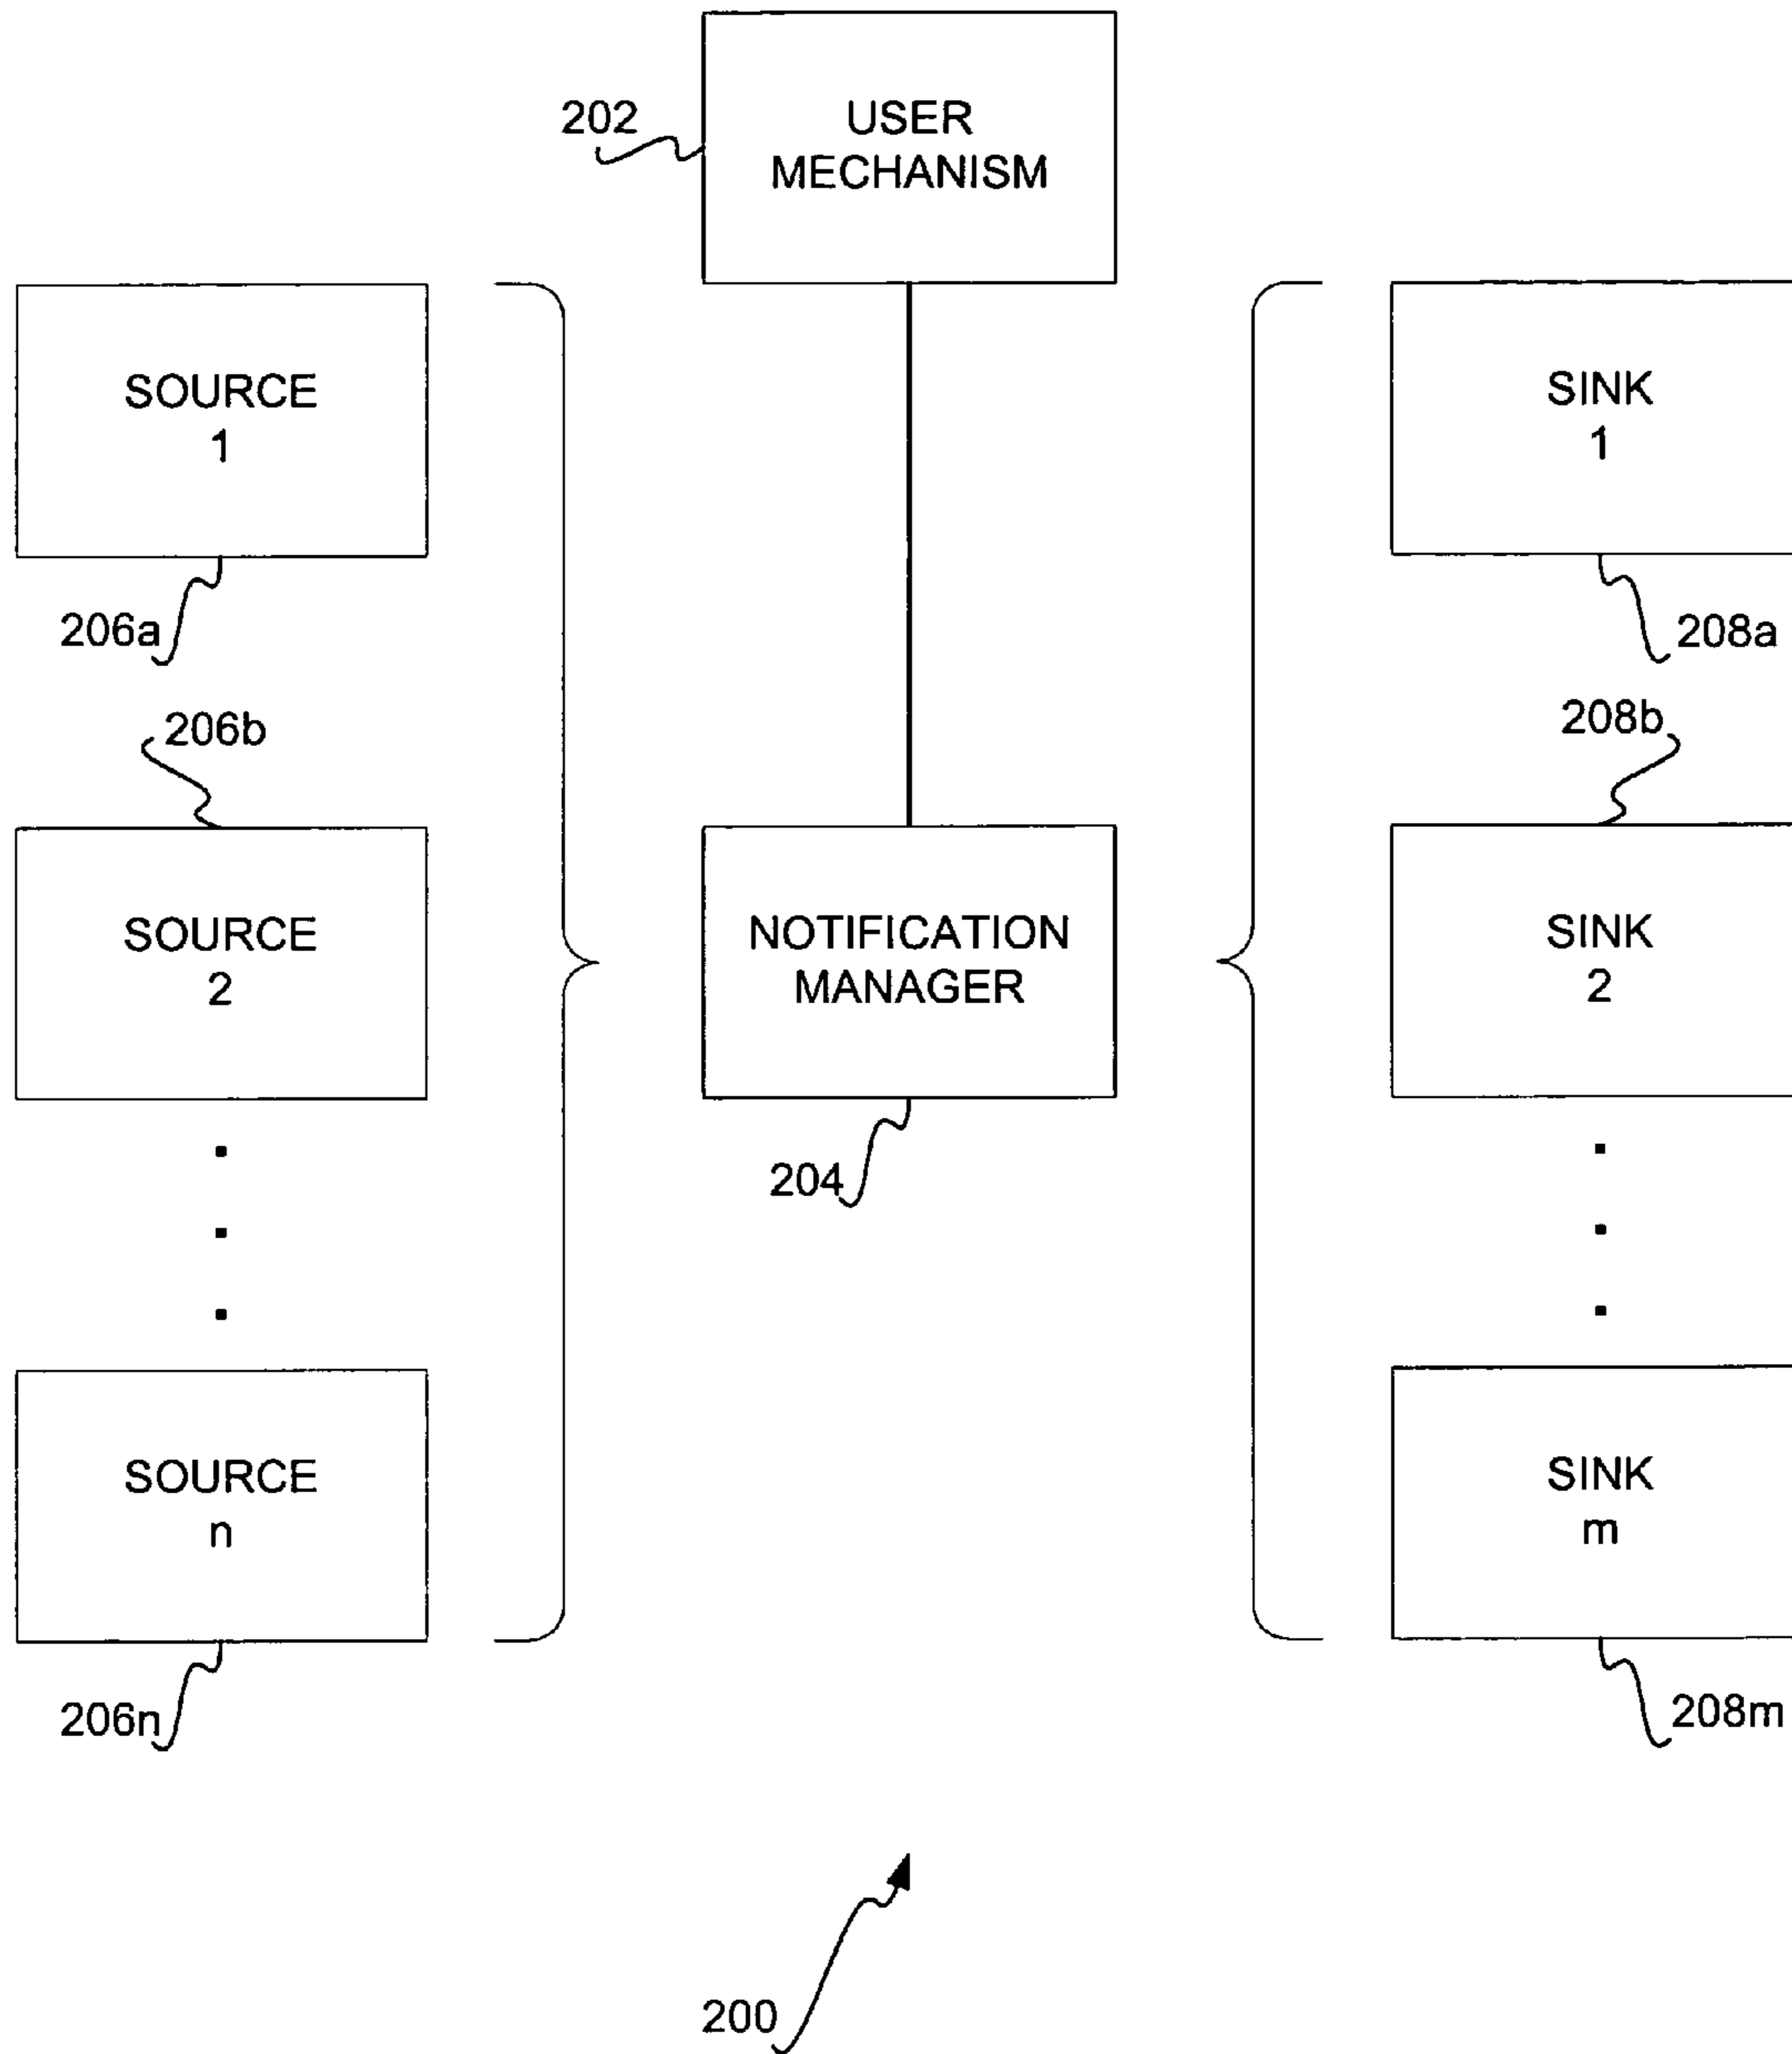 202
USER
MECHANISM
SOURCE
1
206a
SINK
1
208a
206b
SOURCE
2
NOTIFICATION
MANAGER
204
208b
SINK
2
SOURCE
n
206n
SINK
m
208m
200